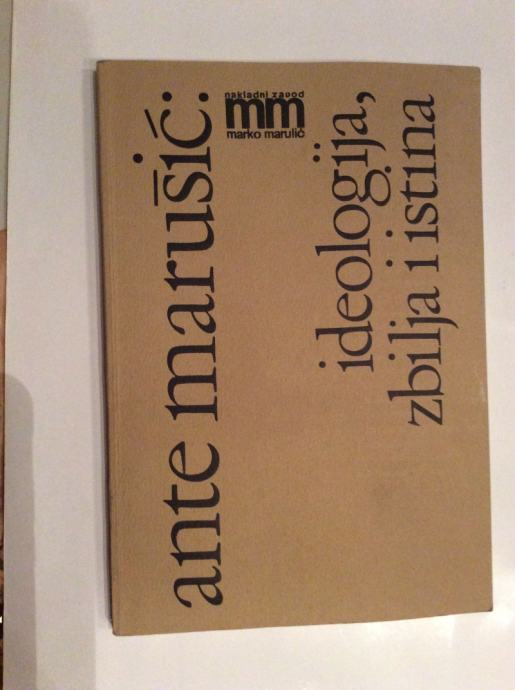 ante marušić:
nakladni zavod
mm
marko marulić
ideologija,
zbilja i istina